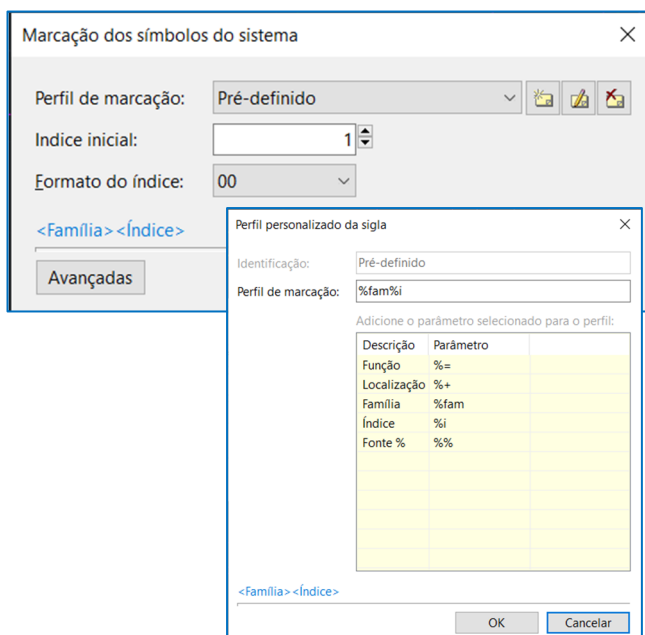 Marcação dos símbolos do sistema
Perfil de marcação: Pré-definido
Indice inicial: 1
Formato do índice: 00
<Família><Índice>
Avançadas
Perfil personalizado da sigla
Identificação: Pré-definido
Perfil de marcação: %fam%i
Adicione o parâmetro selecionado para o perfil:
Descrição Parâmetro
Função %=
Localização %+
Família %fam
Índice %i
Fonte % %%
<Família><Índice>
OK Cancelar